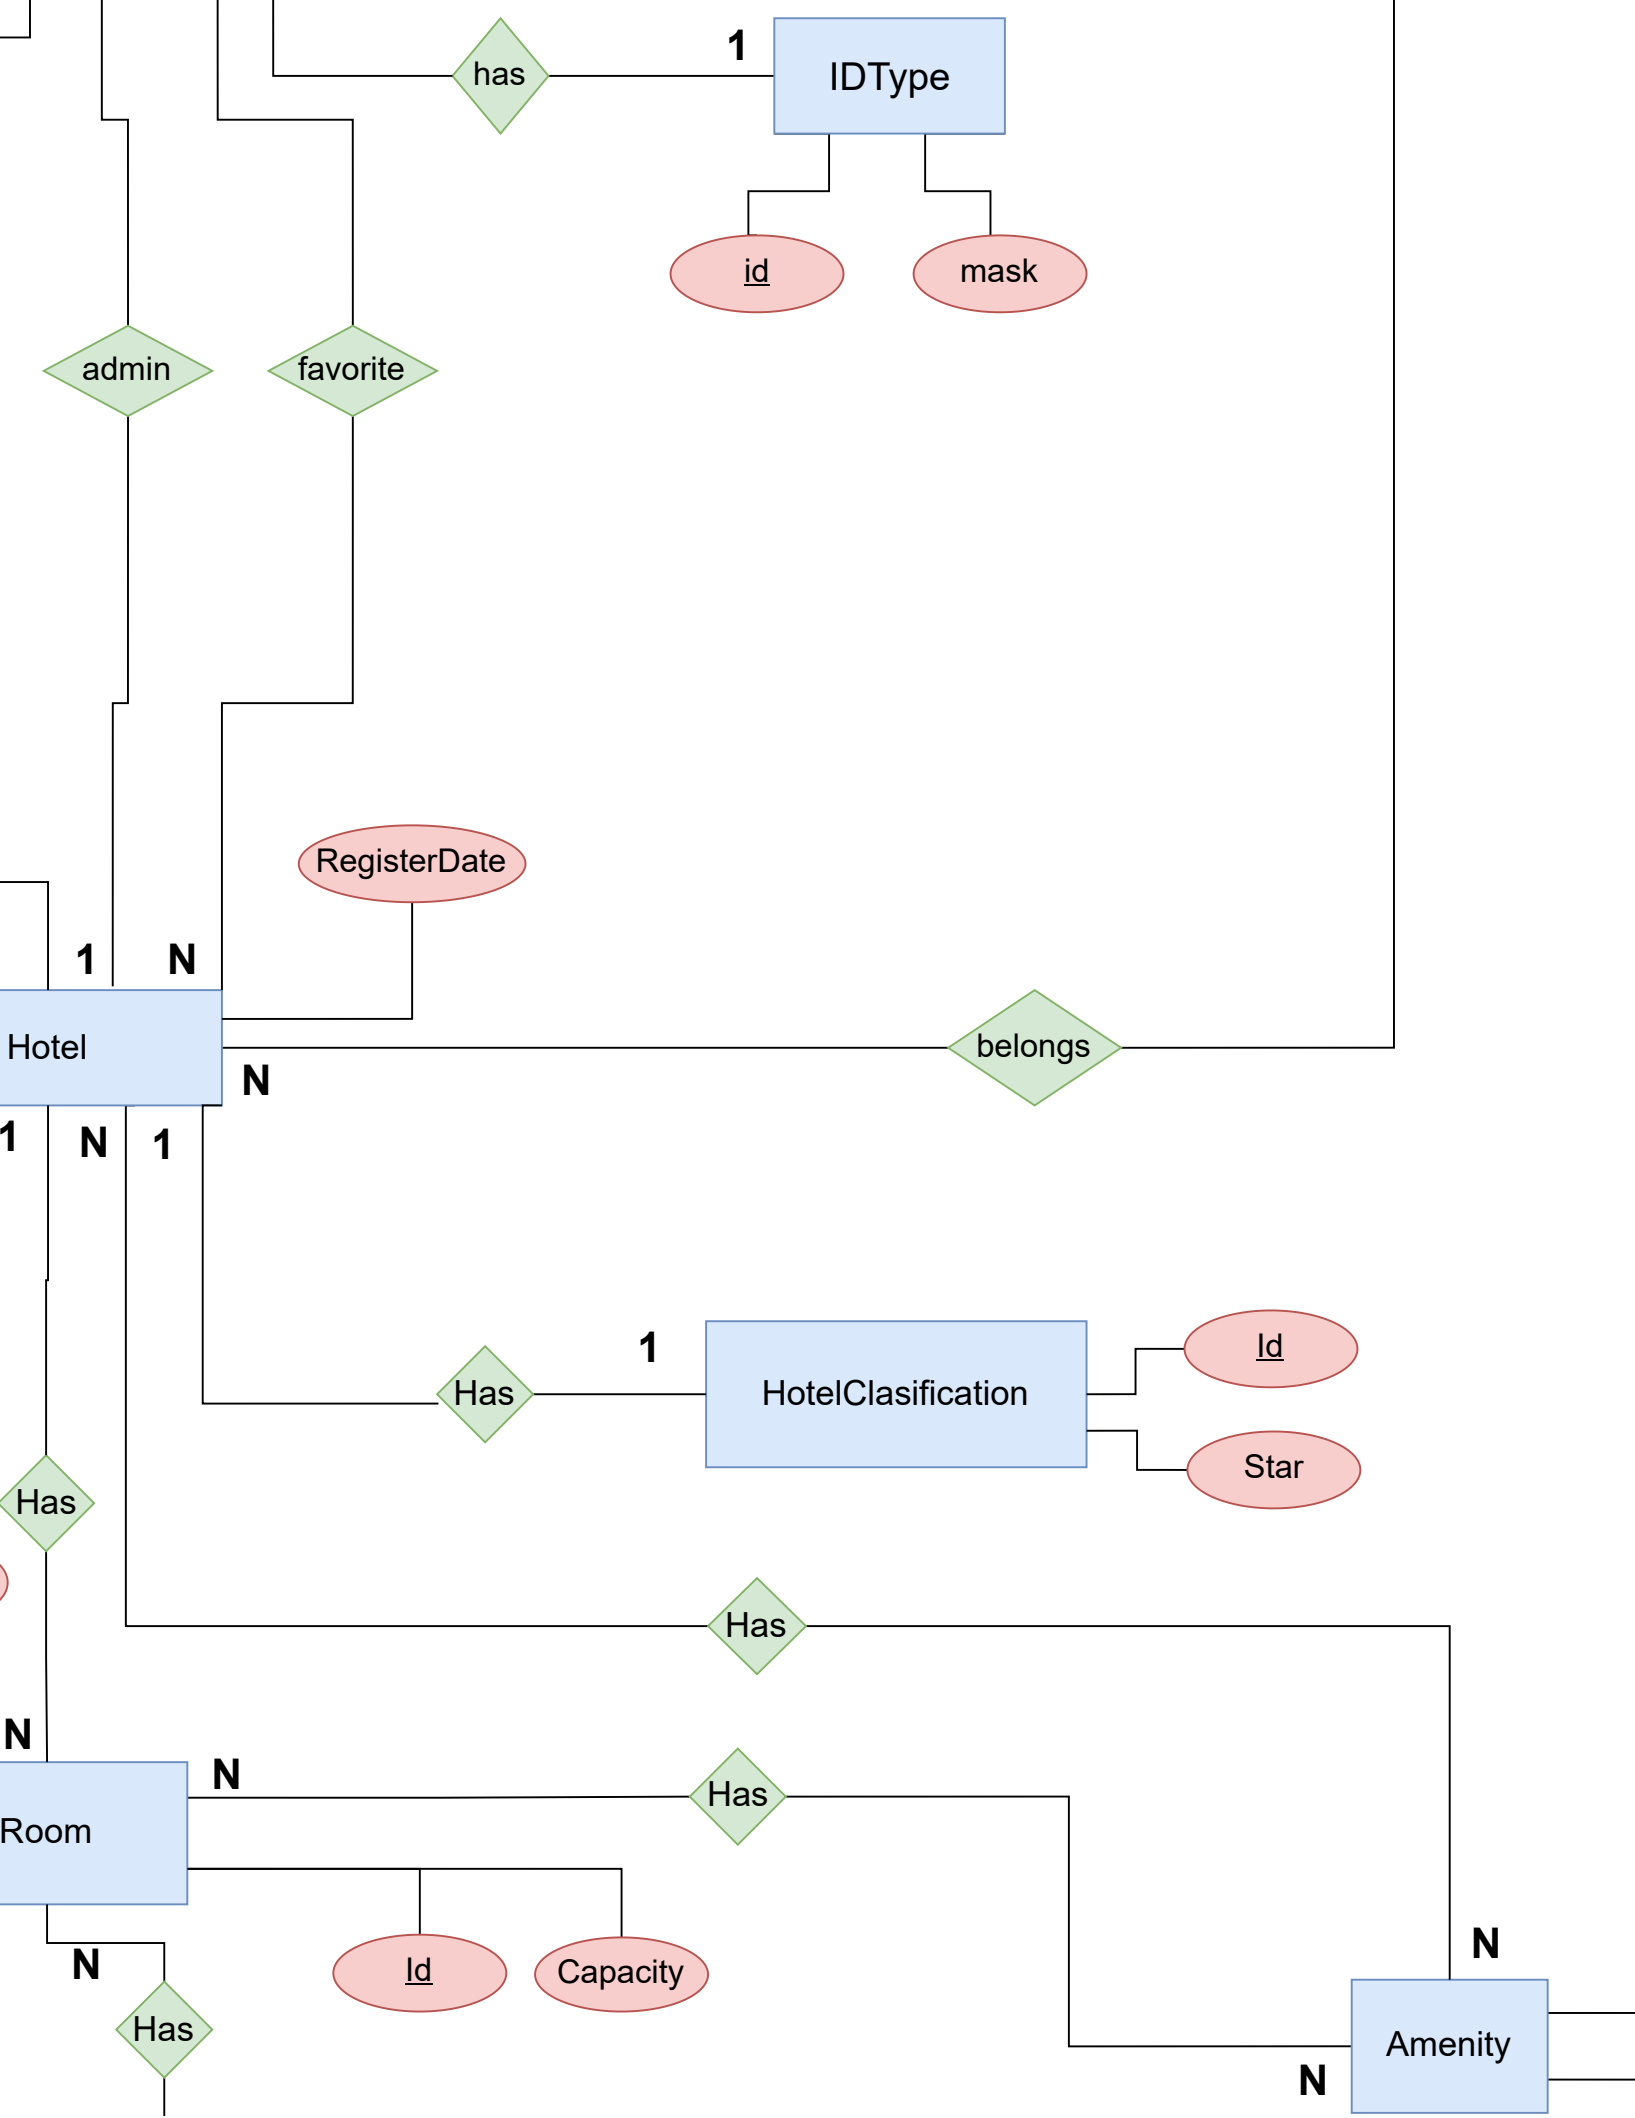 has
1
IDType
id
mask
admin
favorite
RegisterDate
1
N
Hotel
belongs
N
1
N
1
1
HotelClasification
Id
Has
Star
Has
Has
N
N
Has
Room
Id
Capacity
N
N
Has
Amenity
N